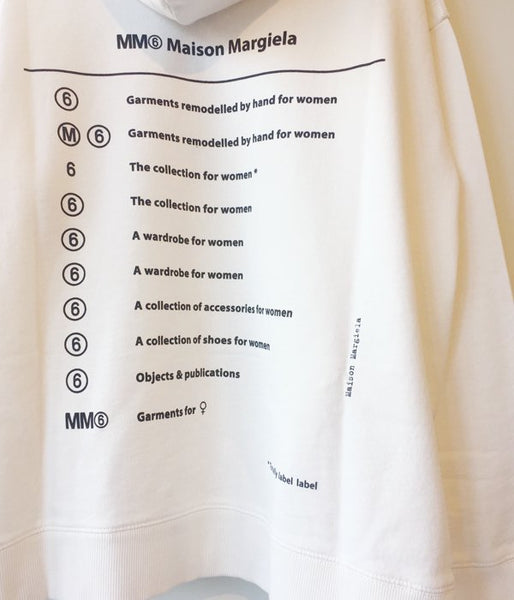 MM⑥ Maison Margiela
⑥ Garments remodelled by hand for women
Ⓜ ⑥ Garments remodelled by hand for women
6 The collection for women*
⑥ The collection for women
⑥ A wardrobe for women
⑥ A wardrobe for women
⑥ A collection of accessories for women
⑥ A collection of shoes for women
⑥ Objects & publications
MM⑥ Garments for ♀
Maison Margiela
label label